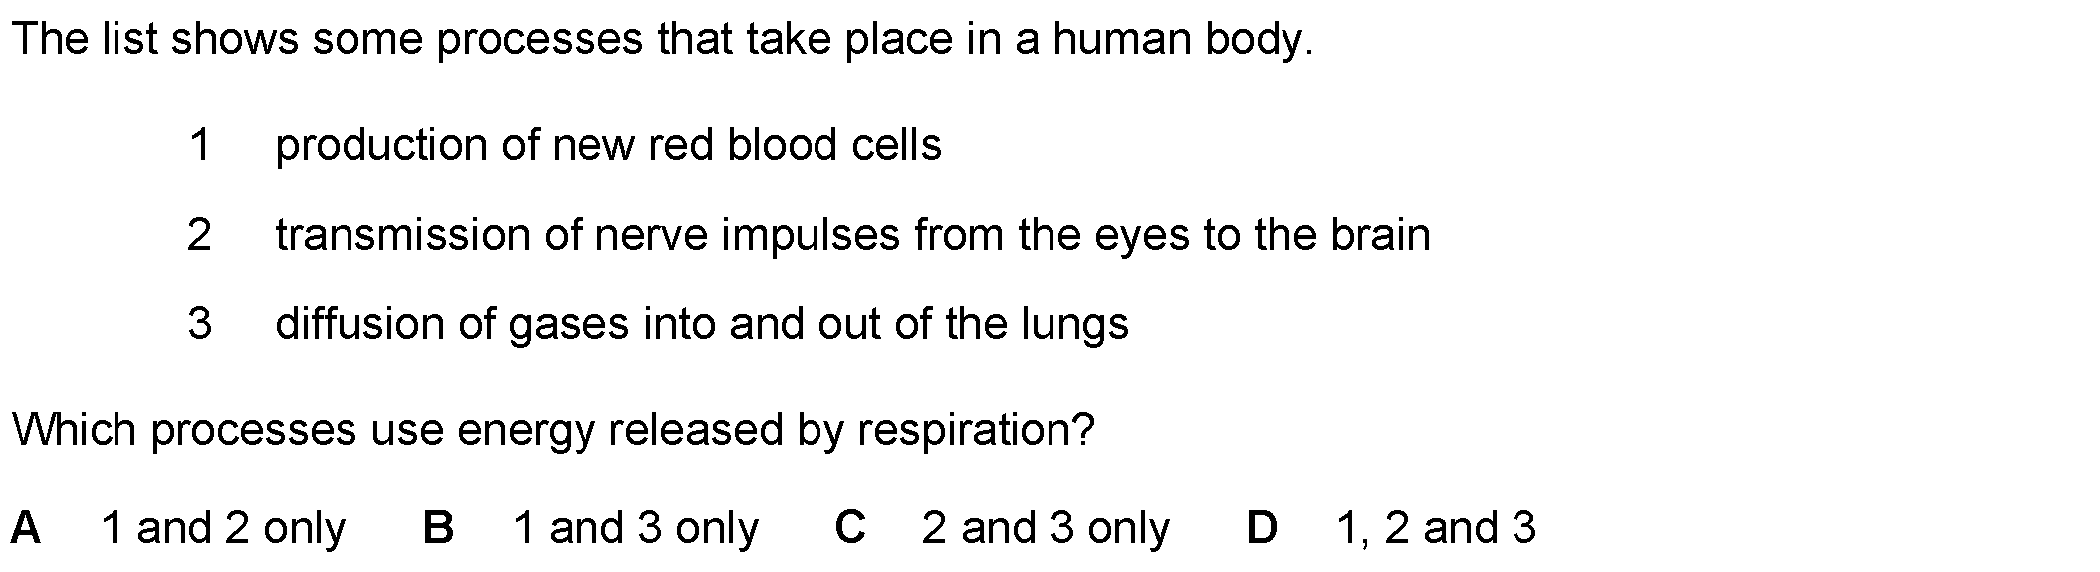 The list shows some processes that take place in a human body.
1 production of new red blood cells
2 transmission of nerve impulses from the eyes to the brain
3 diffusion of gases into and out of the lungs
Which processes use energy released by respiration?
A 1 and 2 only B 1 and 3 only C 2 and 3 only D 1, 2 and 3